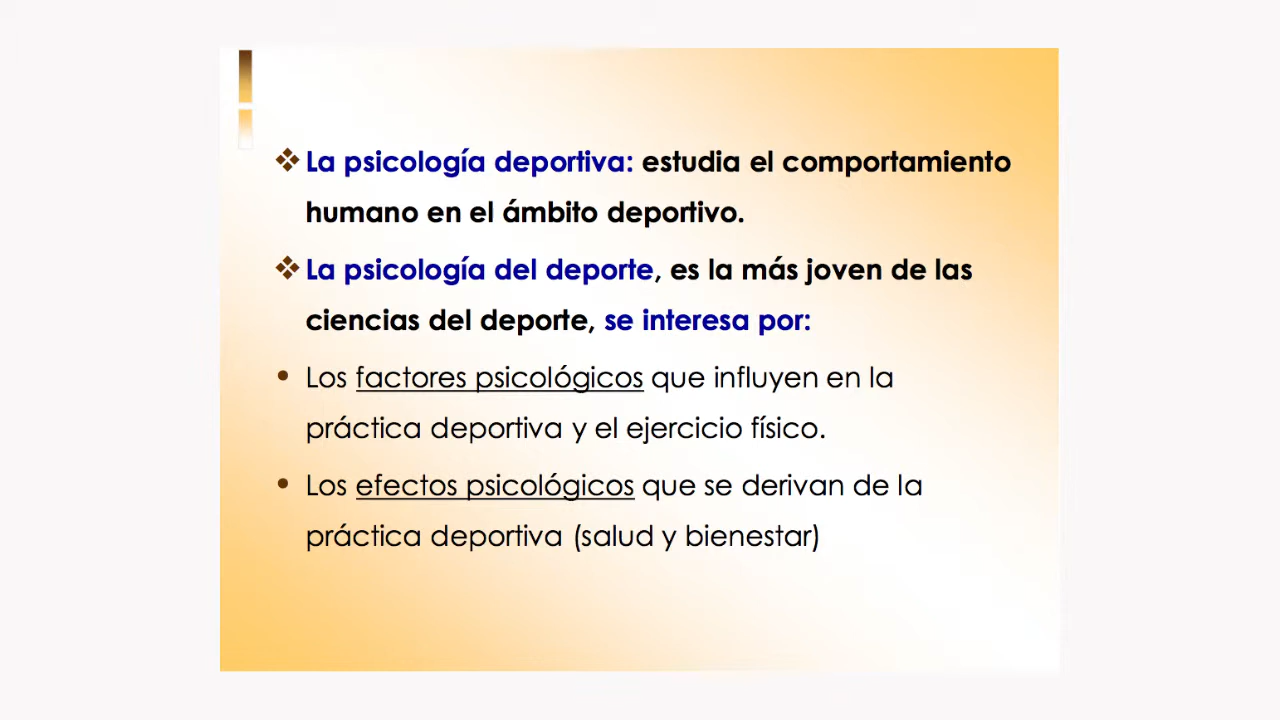 ❖ La psicología deportiva: estudia el comportamiento
humano en el ámbito deportivo.
❖ La psicología del deporte, es la más joven de las
ciencias del deporte, se interesa por:
• Los factores psicológicos que influyen en la
práctica deportiva y el ejercicio físico.
• Los efectos psicológicos que se derivan de la
práctica deportiva (salud y bienestar)